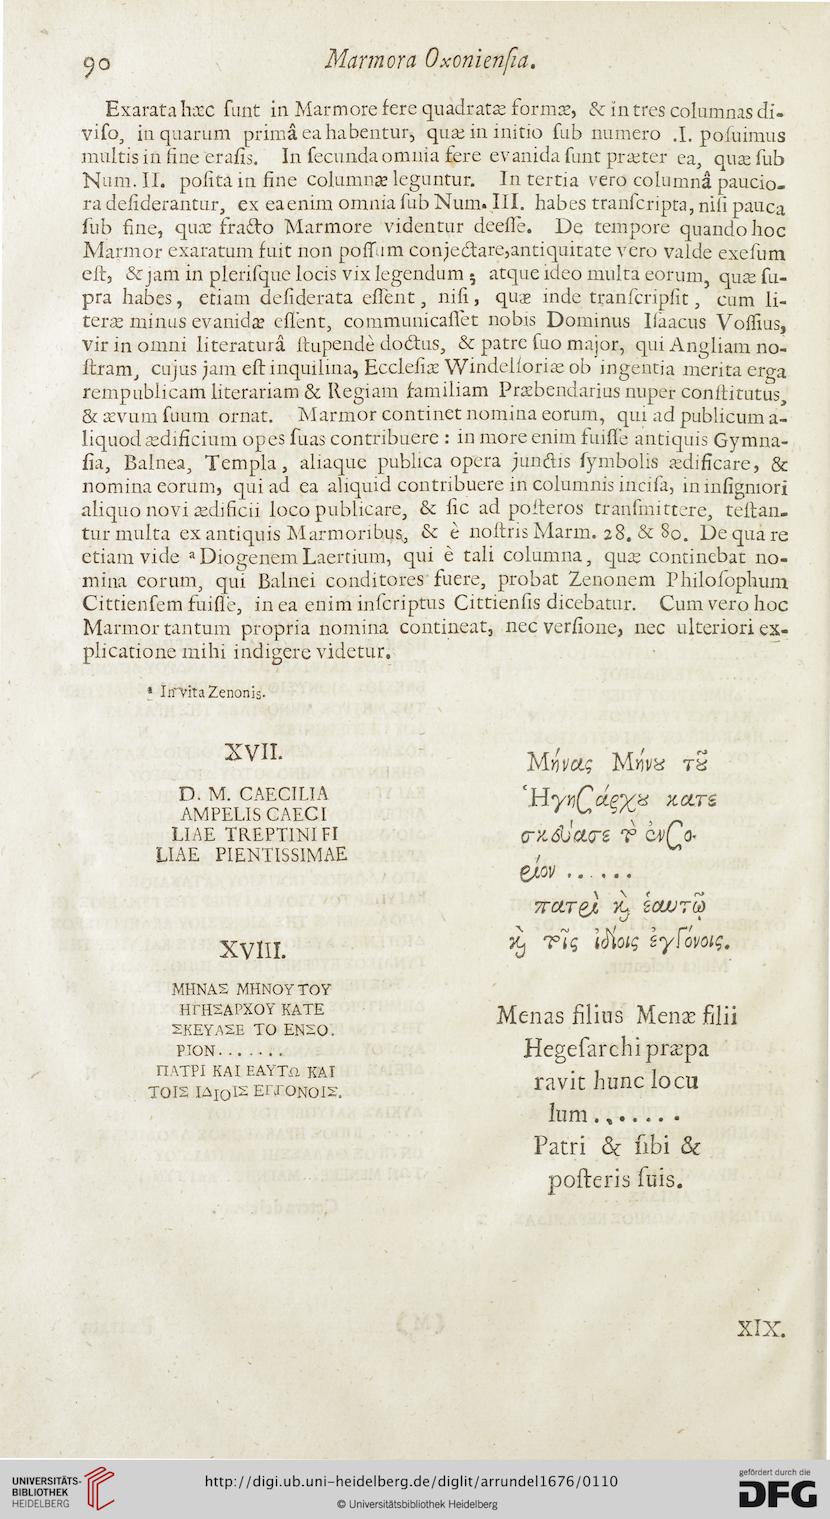 90
Marmora Oxonienſia.
Exarata hæc ſunt in Marmore fere quadratæ formæ, & in tres columnas di-
viſo, in quarum primâ ea habentur, quæ in initio ſub numero .I. poſuimus
multis in fine eraſis. In ſecunda omnia fere evanida ſunt præter ea, quæ ſub
Num. II. poſita in fine columnæ leguntur. In tertia vero columnâ paucio-
ra deſiderantur, ex ea enim omnia ſub Num. III. habes tranſcripta, niſi pauca
ſub fine, quæ fracto Marmore videntur deeſſe. De tempore quando hoc
Marmor exaratum fuit non poſſum conjectare, antiquitate vero valde exeſum
eſt, & jam in pleriſque locis vix legendum; atque ideo multa eorum, quæ ſu-
pra habes, etiam deſiderata eſſent, niſi, quæ inde tranſcripſit, cum li-
teræ minus evanidæ eſſent, communicaſſet nobis Dominus Iſaacus Voſſius,
vir in omni literaturâ ſtupendè doctus, & patre ſuo major, qui Angliam no-
ſtram, cujus jam eſt inquilina, Eccleſiæ Windelſoriæ ob ingentia merita erga
rempublicam literariam & Regiam familiam Præbendarius nuper conſtitutus,
& ævum ſuum ornat. Marmor continet nomina eorum, qui ad publicum a-
liquod ædificium opes ſuas contribuere : in more enim fuiſſe antiquis Gymna-
ſia, Balnea, Templa, aliaque publica opera junctis ſymbolis ædificare, &
nomina eorum, qui ad ea aliquid contribuere in columnis inciſa, in inſigniori
aliquo novi ædificii loco publicare, & ſic ad poſteros tranſmittere, teſtan-
tur multa ex antiquis Marmoribus, & è noſtris Marm. 28. & 80. De qua re
etiam vide ᵃ Diogenem Laertium, qui è tali columna, quæ continebat no-
mina eorum, qui Balnei conditores fuere, probat Zenonem Philoſophum
Cittienſem fuiſſe, in ea enim inſcriptus Cittienſis dicebatur. Cum vero hoc
Marmor tantum propria nomina contineat, nec verſione, nec ulteriori ex-
plicatione mihi indigere videtur.
ᵃ In vita Zenonis.
XVII.
D. M. CAECILIA
AMPELIS CAECI
LIAE TREPTINI FI
LIAE PIENTISSIMAE
XVIII.
ΜΗΝΑΣ ΜΗΝΟΥ ΤΟΥ
ΗΓΗΣΑΡΧΟΥ ΚΑΤΕ
ΣΚΕΥΑΣΕ ΤΟ ΕΝΣΟ.
ΡΙΟΝ.......
ΠΑΤΡΙ ΚΑΙ ΕΑΥΤΩ ΚΑΙ
ΤΟΙΣ ΙΔΙΟΙΣ ΕΓΓΟΝΟΙΣ.
Μήνας Μήνȣ τȣ͂
Ἡγησάρχȣ κατε
σκεύασε τὸ ἐνσο-
ριον ......
πατρὶ ϗ̀ ἑαυτῷ
ϗ̀ τοῖς ἰδίοις ἐγγόνοις.
Menas filius Menæ filii
Hegeſarchi præpa
ravit hunc locu
lum .......
Patri & ſibi &
poſteris ſuis.
XIX.
UNIVERSITÄTS-
BIBLIOTHEK
HEIDELBERG
http://digi.ub.uni-heidelberg.de/diglit/arrundel1676/0110
© Universitätsbibliothek Heidelberg
gefördert durch die
DFG